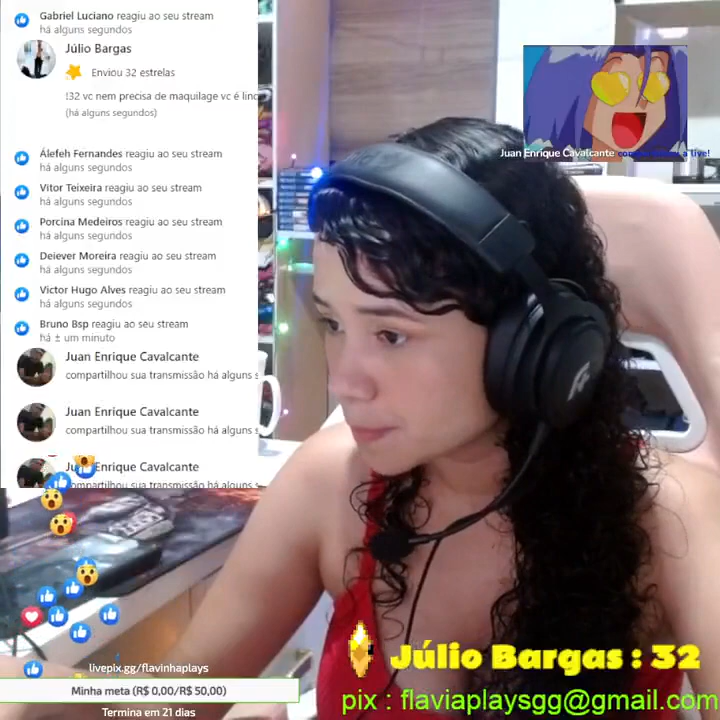 Gabriel Luciano reagiu ao seu stream
há alguns segundos
Júlio Bargas
Enviou 32 estrelas
!32 vc nem precisa de maquilage vc é linc
(há alguns segundos)
Álefeh Fernandes reagiu ao seu stream
há alguns segundos
Vitor Teixeira reagiu ao seu stream
há alguns segundos
Porcina Medeiros reagiu ao seu stream
há alguns segundos
Deiever Moreira reagiu ao seu stream
há alguns segundos
Victor Hugo Alves reagiu ao seu stream
há alguns segundos
Bruno Bsp reagiu ao seu stream
há ± um minuto
Juan Enrique Cavalcante
compartilhou sua transmissão há alguns s
Juan Enrique Cavalcante
compartilhou sua transmissão há alguns s
Juan Enrique Cavalcante
compartilhou sua transmissão há alguns s
Juan Enrique Cavalcante a live!
Júlio Bargas : 32
livepix.gg/flavinhaplays
Minha meta (R$ 0,00/R$ 50,00)
Termina em 21 dias
pix : flaviaplaysgg@gmail.com